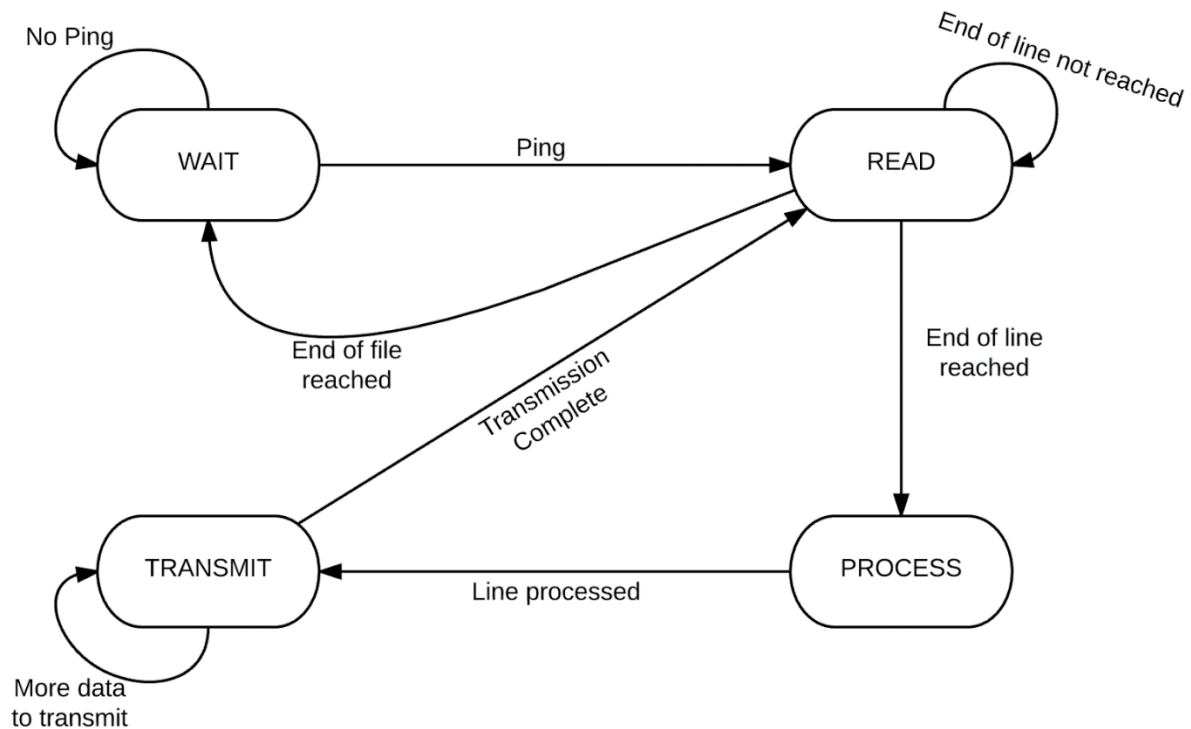 No Ping
End of line not reached
WAIT
Ping
READ
End of file
reached
End of line
reached
Transmission
Complete
TRANSMIT
Line processed
PROCESS
More data
to transmit